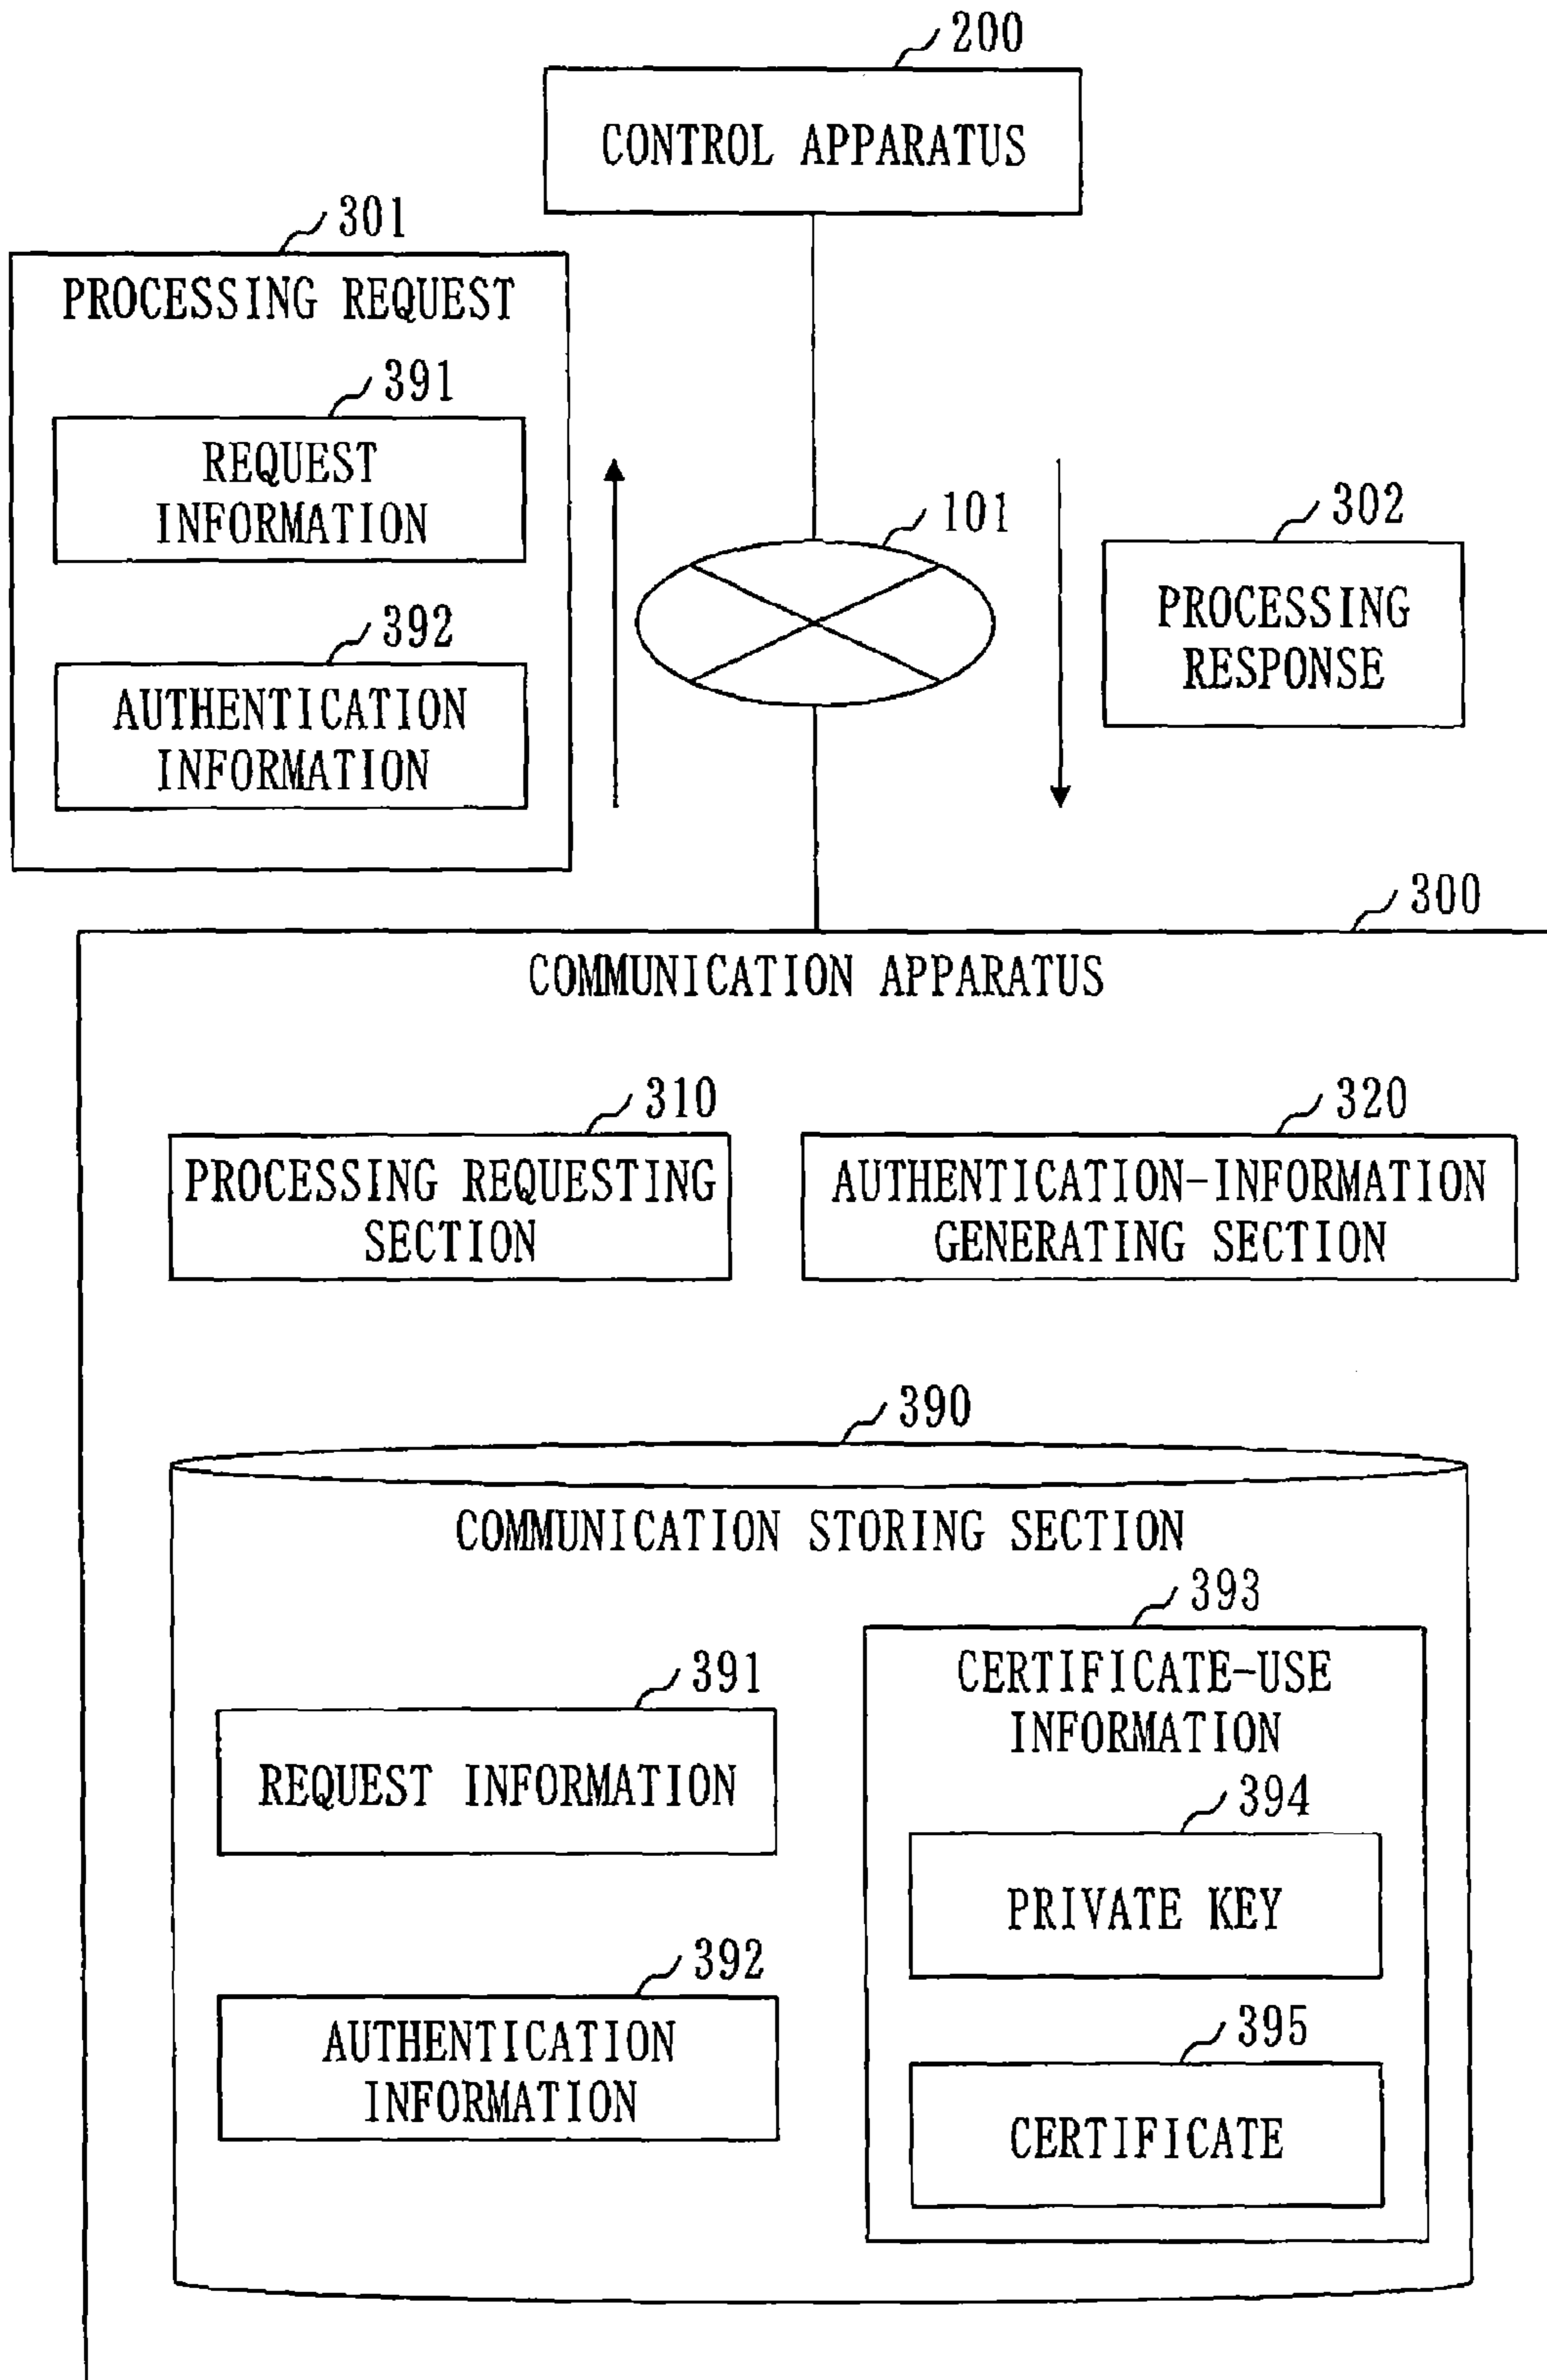 200
CONTROL APPARATUS
301
PROCESSING REQUEST
391
REQUEST
INFORMATION
392
AUTHENTICATION
INFORMATION
101
302
PROCESSING
RESPONSE
300
COMMUNICATION APPARATUS
310
PROCESSING REQUESTING
SECTION
320
AUTHENTICATION-INFORMATION
GENERATING SECTION
390
COMMUNICATION STORING SECTION
391
REQUEST INFORMATION
392
AUTHENTICATION
INFORMATION
393
CERTIFICATE-USE
INFORMATION
394
PRIVATE KEY
395
CERTIFICATE